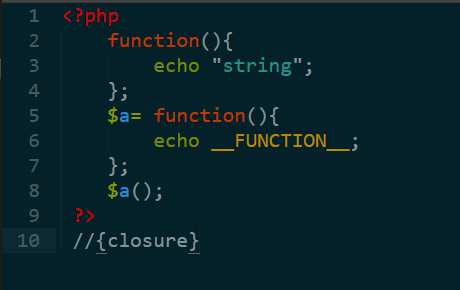 1 <?php
2     function(){
3         echo "string";
4     };
5     $a= function(){
6         echo __FUNCTION__;
7     };
8     $a();
9  ?>
10  //{closure}